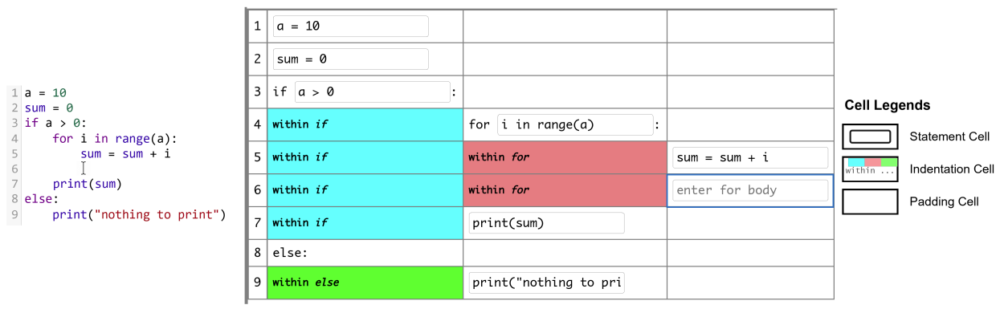 1 a = 10
2 sum = 0
3 if a > 0:
4 for i in range(a):
5 sum = sum + i
6
7 print(sum)
8 else:
9 print("nothing to print")
1 a = 10
2 sum = 0
3 if a > 0 :
4 within if for i in range(a) :
5 within if within for sum = sum + i
6 within if within for enter for body
7 within if print(sum)
8 else:
9 within else print("nothing to pri
Cell Legends
Statement Cell
within ... Indentation Cell
Padding Cell